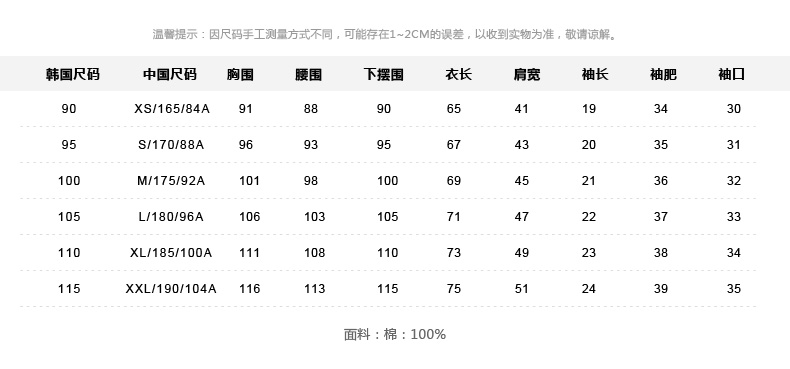 温馨提示：因尺码手工测量方式不同，可能存在1~2CM的误差，以收到实物为准，敬请谅解。
韩国尺码 中国尺码 胸围 腰围 下摆围 衣长 肩宽 袖长 袖肥 袖口
90 XS/165/84A 91 88 90 65 41 19 34 30
95 S/170/88A 96 93 95 67 43 20 35 31
100 M/175/92A 101 98 100 69 45 21 36 32
105 L/180/96A 106 103 105 71 47 22 37 33
110 XL/185/100A 111 108 110 73 49 23 38 34
115 XXL/190/104A 116 113 115 75 51 24 39 35
面料：棉：100%